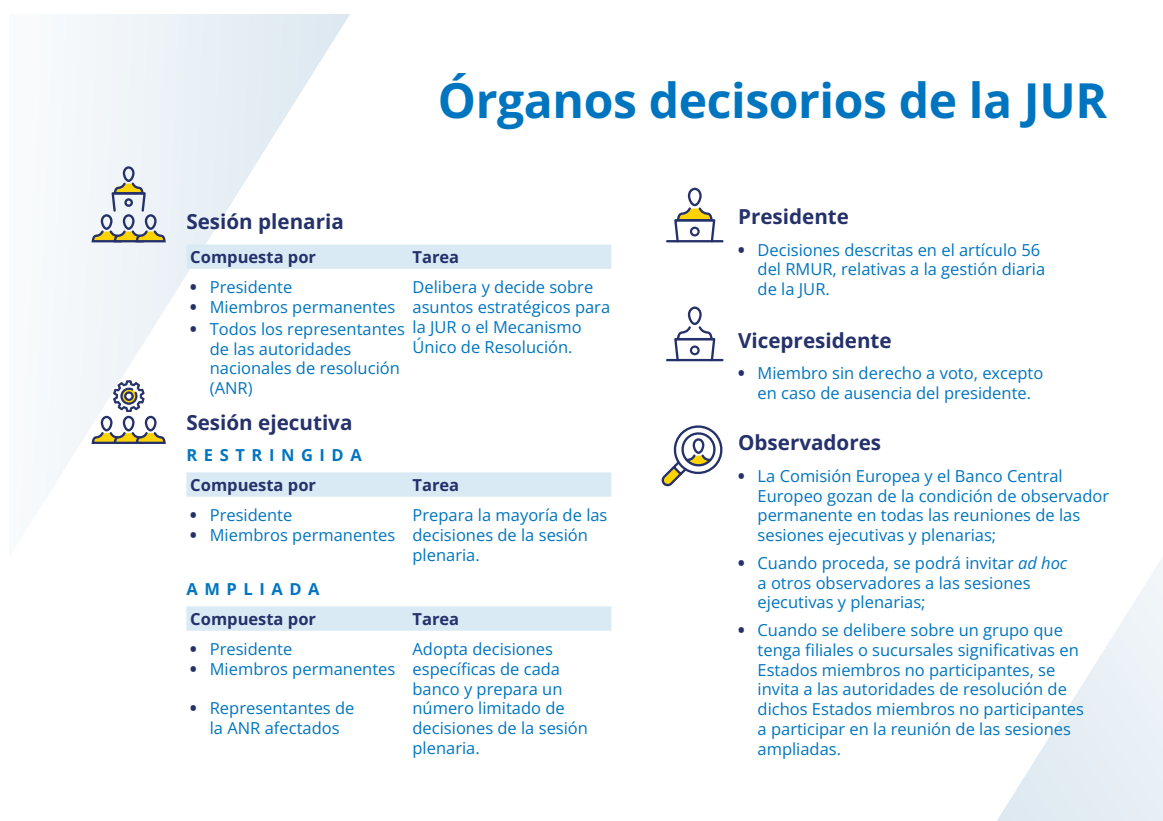 Órganos decisorios de la JUR
Sesión plenaria
Compuesta por Tarea
• Presidente
• Miembros permanentes
• Todos los representantes
de las autoridades
nacionales de resolución
(ANR)
Delibera y decide sobre
asuntos estratégicos para
la JUR o el Mecanismo
Único de Resolución.
Sesión ejecutiva
RESTRINGIDA
Compuesta por Tarea
• Presidente
• Miembros permanentes
Prepara la mayoría de las
decisiones de la sesión
plenaria.
AMPLIADA
Compuesta por Tarea
• Presidente
• Miembros permanentes
• Representantes de
la ANR afectados
Adopta decisiones
específicas de cada
banco y prepara un
número limitado de
decisiones de la sesión
plenaria.
Presidente
• Decisiones descritas en el artículo 56
del RMUR, relativas a la gestión diaria
de la JUR.
Vicepresidente
• Miembro sin derecho a voto, excepto
en caso de ausencia del presidente.
Observadores
• La Comisión Europea y el Banco Central
Europeo gozan de la condición de observador
permanente en todas las reuniones de las
sesiones ejecutivas y plenarias;
• Cuando proceda, se podrá invitar ad hoc
a otros observadores a las sesiones
ejecutivas y plenarias;
• Cuando se delibere sobre un grupo que
tenga filiales o sucursales significativas en
Estados miembros no participantes, se
invita a las autoridades de resolución de
dichos Estados miembros no participantes
a participar en la reunión de las sesiones
ampliadas.